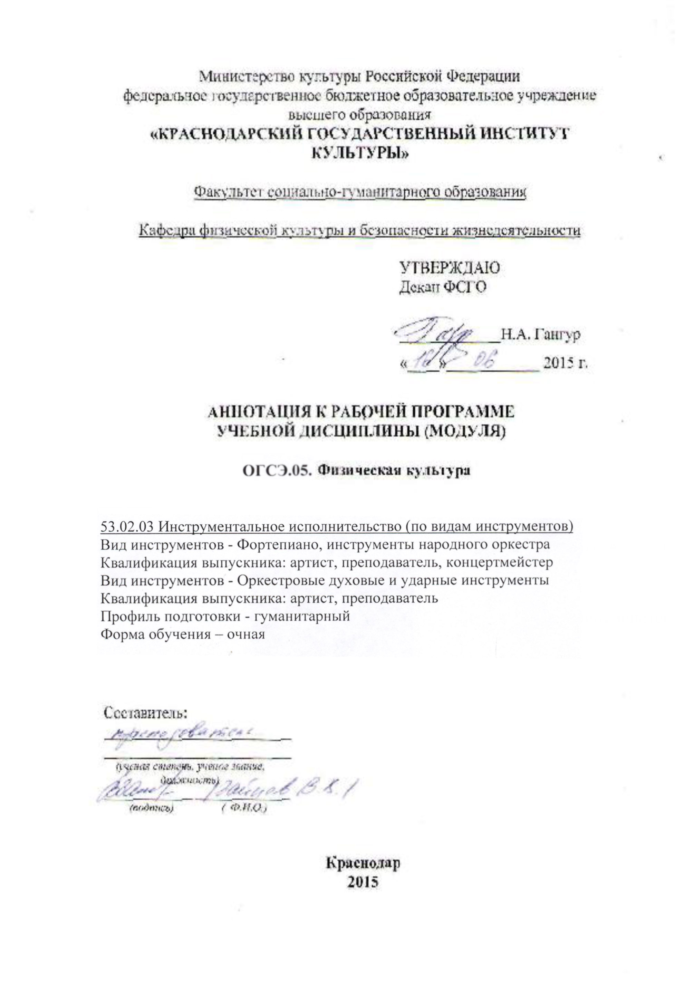 Министерство культуры Российской Федерации
федеральное государственное бюджетное образовательное учреждение
высшего образования
«КРАСНОДАРСКИЙ ГОСУДАРСТВЕННЫЙ ИНСТИТУТ
КУЛЬТУРЫ»
Факультет социально-гуманитарного образования
Кафедра физической культуры и безопасности жизнедеятельности
УТВЕРЖДАЮ
Декан ФСГО
Н.А. Гангур
«16» 06 2015 г.
АННОТАЦИЯ К РАБОЧЕЙ ПРОГРАММЕ
УЧЕБНОЙ ДИСЦИПЛИНЫ (МОДУЛЯ)
ОГСЭ.05. Физическая культура
53.02.03 Инструментальное исполнительство (по видам инструментов)
Вид инструментов - Фортепиано, инструменты народного оркестра
Квалификация выпускника: артист, преподаватель, концертмейстер
Вид инструментов - Оркестровые духовые и ударные инструменты
Квалификация выпускника: артист, преподаватель
Профиль подготовки - гуманитарный
Форма обучения – очная
Составитель:
преподаватель
(ученая степень, ученое звание,
должность)
(Зайцев В.К.)
(подпись) ( Ф.И.О.)
Краснодар
2015